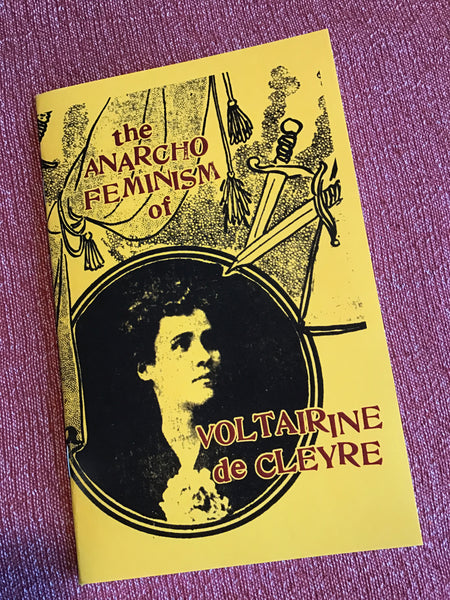 the
ANARCHO
FEMINISM
of
VOLTAIRINE
de CLEYRE